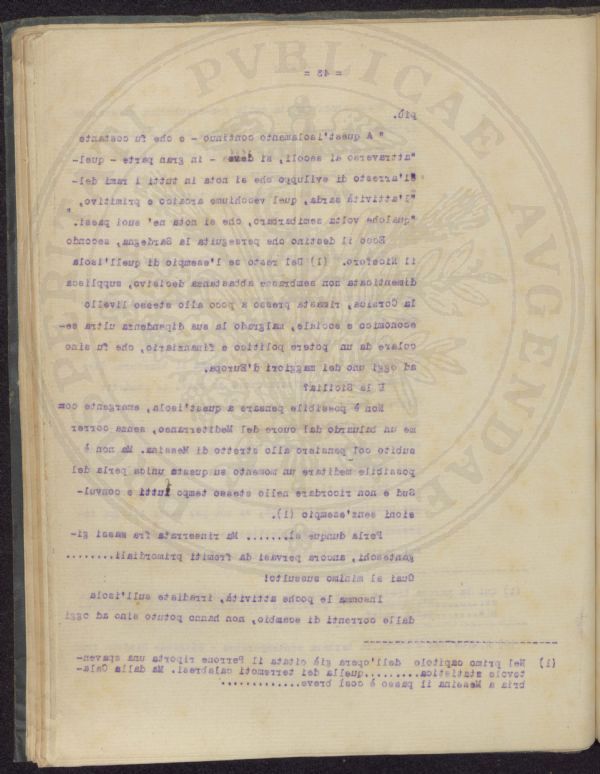 = 43 =
più.
" A quest'isolamento continuo - e che fu costante
"attraverso ai secoli, si deve - in gran parte - quel-
"l'arresto di sviluppo che si nota in tutti i rami del-
"l'attività sarda, quel vecchiume arcaico e primitivo,
"qualche volta semibarbaro, che si nota ne' suoi paesi. "
Ecco il destino che perseguita la Sardegna, secondo
il Niceforo. (1) Del resto se l'esempio di quell'isola
dimenticata non sembrasse abbastanza decisivo, supplisca
la Corsica, rimasta presso a poco allo stesso livello
economico e sociale, malgrado la sua dipendenza ultra se-
colare da un potere politico e finanziario, che fu sino
ad oggi uno dei maggiori d'Europa.
E la Sicilia?
Non è possibile pensare a quest'isola, emergente com
me un baluardo dal cuore del Mediterraneo, senza correr
subito col pensiero allo stretto di Messina. Ma non è
possibile meditare un momento su questa unica perla del
Sud e non ricordare nello stesso tempo lutti e convul-
sioni senz'esempio (1).
Perla dunque sì....... Ma rinserrata fra massi gi-
ganteschi, ancora pervasi da fremiti primordiali........
Guai al minimo sussulto!
Insomma le poche attività, irradiate sull'isola
dalle correnti di scambio, non hanno potuto sino ad oggi
(1) Nel primo capitolo dell'opera già citata il Perrone riporta una spaven-
tevole statistica.........quella dei terremoti calabresi. Ma dalla Cala-
bria a Messina il passo è così breve.............
PVBLICAE
AVGENDAE